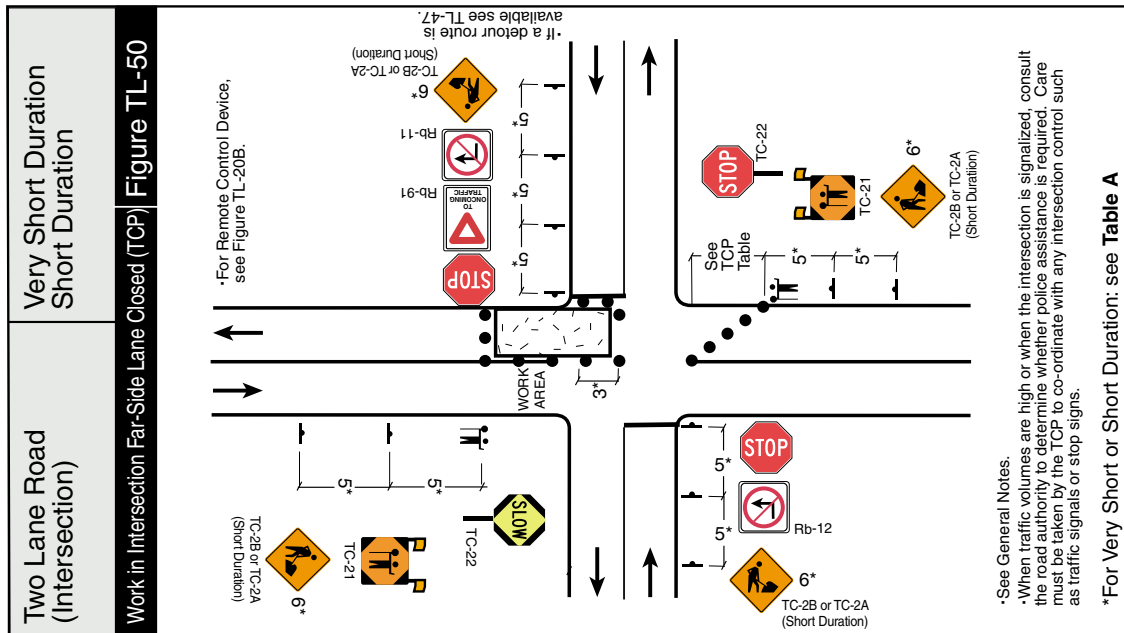 Two Lane Road
(Intersection)
Very Short Duration
Short Duration
Work in Intersection Far-Side Lane Closed (TCP)
Figure TL-50
•For Remote Control Device,
see Figure TL-20B.
*If a detour route is
available see TL-47.
TC-2B or TC-2A
(Short Duration)
6*
Rb-11
Rb-91
TO
ONCOMING
TRAFFIC
STOP
5*
5*
5*
STOP
TC-22
TC-21
6*
TC-2B or TC-2A
(Short Duration)
See
TCP
Table
5*
5*
WORK
AREA
3*
5*
5*
SLOW
TC-22
TC-21
TC-2B or TC-2A
(Short Duration)
6*
STOP
5*
5*
Rb-12
6*
TC-2B or TC-2A
(Short Duration)
•See General Notes.
•When traffic volumes are high or when the intersection is signalized, consult
the road authority to determine whether police assistance is required. Care
must be taken by the TCP to co-ordinate with any intersection control such
as traffic signals or stop signs.
*For Very Short or Short Duration: see Table A